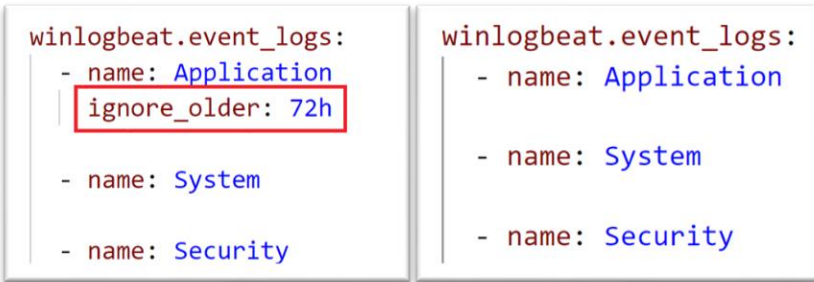 winlogbeat.event_logs:
  - name: Application
    ignore_older: 72h
  - name: System
  - name: Security
winlogbeat.event_logs:
  - name: Application
  - name: System
  - name: Security